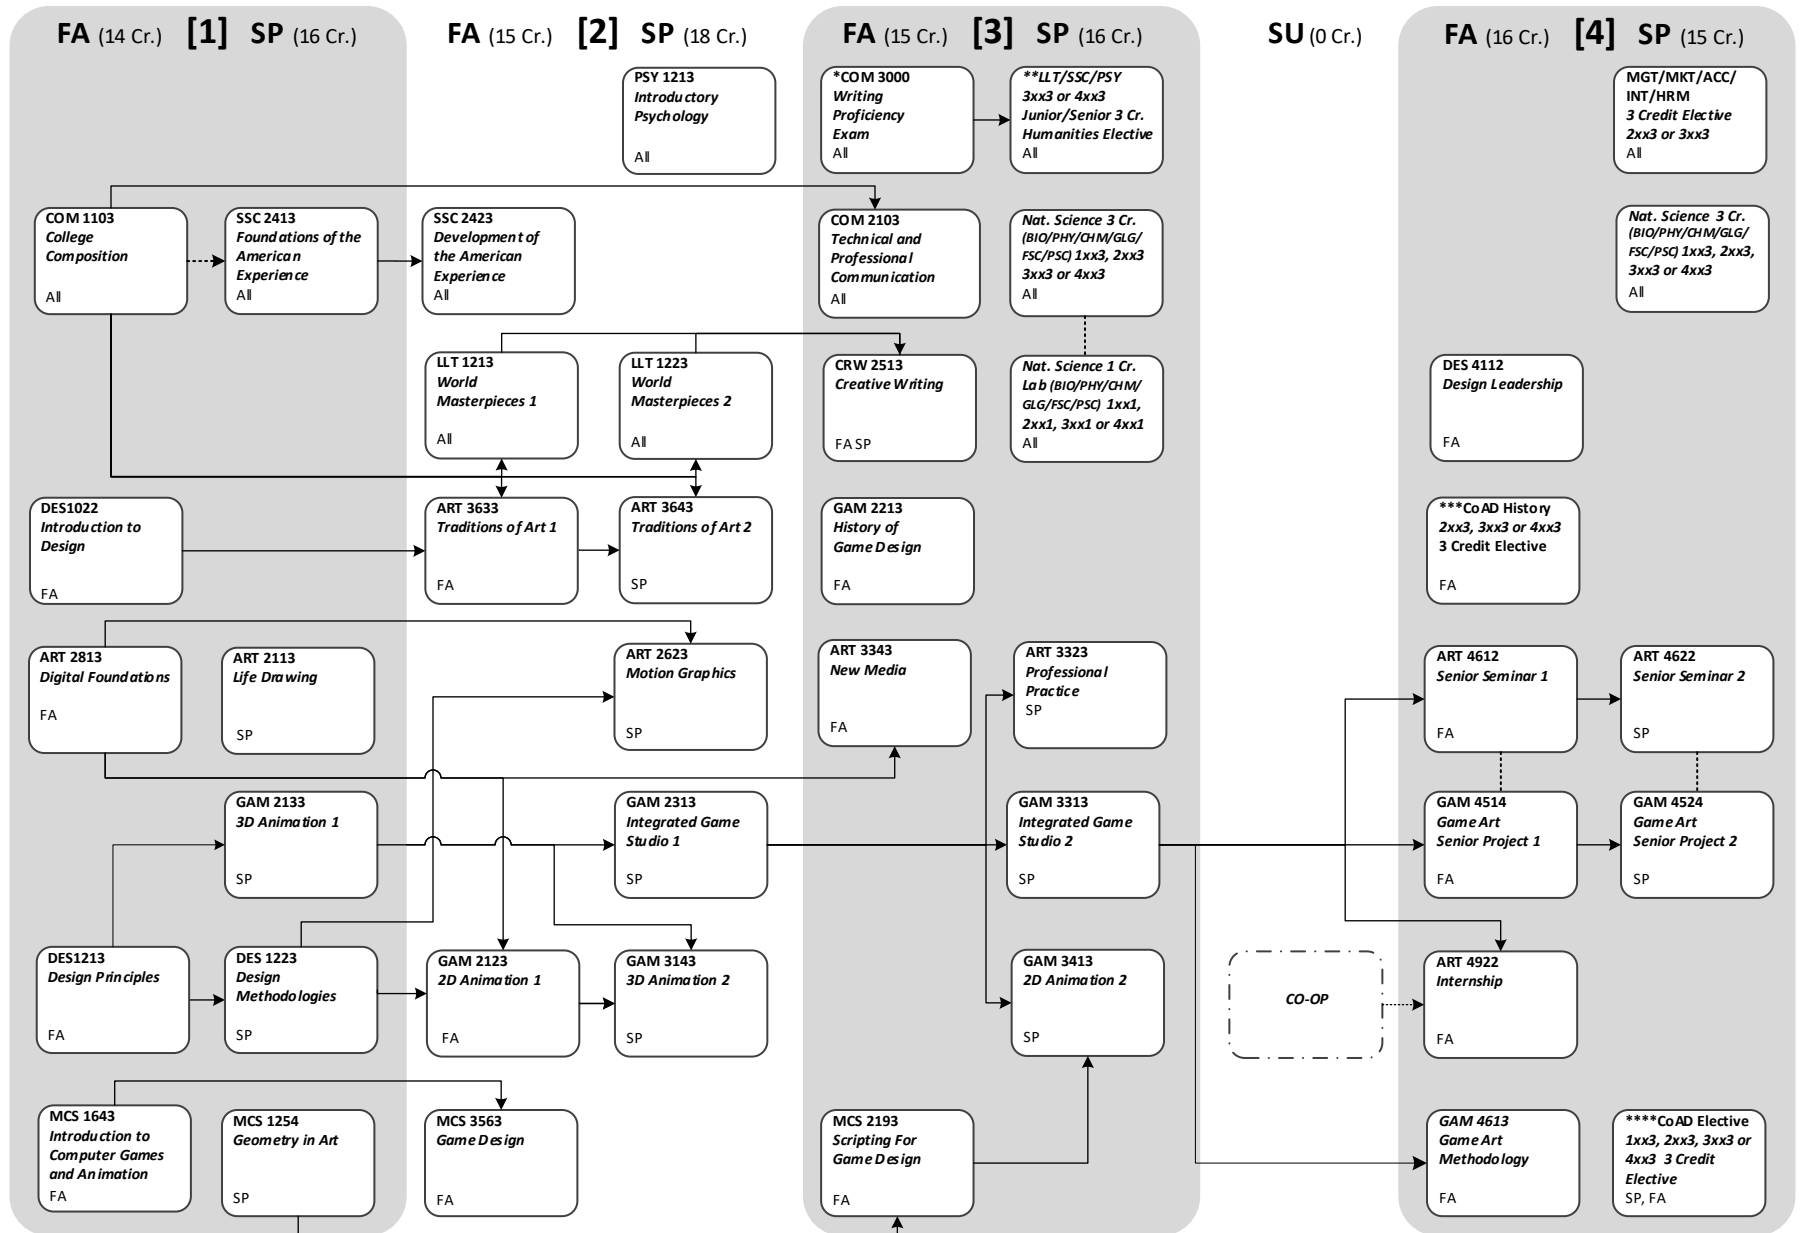 FA (14 Cr.) [1] SP (16 Cr.)
FA (15 Cr.) [2] SP (18 Cr.)
FA (15 Cr.) [3] SP (16 Cr.)
SU (0 Cr.)
FA (16 Cr.) [4] SP (15 Cr.)
PSY 1213
Introductory
Psychology
All
*COM 3000
Writing
Proficiency
Exam
All
**LLT/SSC/PSY
3xx3 or 4xx3
Junior/Senior 3 Cr.
Humanities Elective
All
MGT/MKT/ACC/
INT/HRM
3 Credit Elective
2xx3 or 3xx3
All
COM 1103
College
Composition
All
SSC 2413
Foundations of the
American
Experience
All
SSC 2423
Development of
the American
Experience
All
COM 2103
Technical and
Professional
Communication
All
Nat. Science 3 Cr.
(BIO/PHY/CHM/GLG/
FSC/PSC) 1xx3, 2xx3
3xx3 or 4xx3
All
Nat. Science 3 Cr.
(BIO/PHY/CHM/GLG/
FSC/PSC) 1xx3, 2xx3,
3xx3 or 4xx3
All
LLT 1213
World
Masterpieces 1
All
LLT 1223
World
Masterpieces 2
All
CRW 2513
Creative Writing
FA SP
Nat. Science 1 Cr.
Lab (BIO/PHY/CHM/
GLG/FSC/PSC) 1xx1,
2xx1, 3xx1 or 4xx1
All
DES 4112
Design Leadership
FA
DES1022
Introduction to
Design
FA
ART 3633
Traditions of Art 1
FA
ART 3643
Traditions of Art 2
SP
GAM 2213
History of
Game Design
FA
***CoAD History
2xx3, 3xx3 or 4xx3
3 Credit Elective
FA
ART 2813
Digital Foundations
FA
ART 2113
Life Drawing
SP
ART 2623
Motion Graphics
SP
ART 3343
New Media
FA
ART 3323
Professional
Practice
SP
ART 4612
Senior Seminar 1
FA
ART 4622
Senior Seminar 2
SP
GAM 2133
3D Animation 1
SP
GAM 2313
Integrated Game
Studio 1
SP
GAM 3313
Integrated Game
Studio 2
SP
GAM 4514
Game Art
Senior Project 1
FA
GAM 4524
Game Art
Senior Project 2
SP
DES1213
Design Principles
FA
DES 1223
Design
Methodologies
SP
GAM 2123
2D Animation 1
FA
GAM 3143
3D Animation 2
SP
GAM 3413
2D Animation 2
SP
CO-OP
ART 4922
Internship
FA
MCS 1643
Introduction to
Computer Games
and Animation
FA
MCS 1254
Geometry in Art
SP
MCS 3563
Game Design
FA
MCS 2193
Scripting For
Game Design
FA
GAM 4613
Game Art
Methodology
FA
****CoAD Elective
1xx3, 2xx3, 3xx3 or
4xx3 3 Credit
Elective
SP, FA